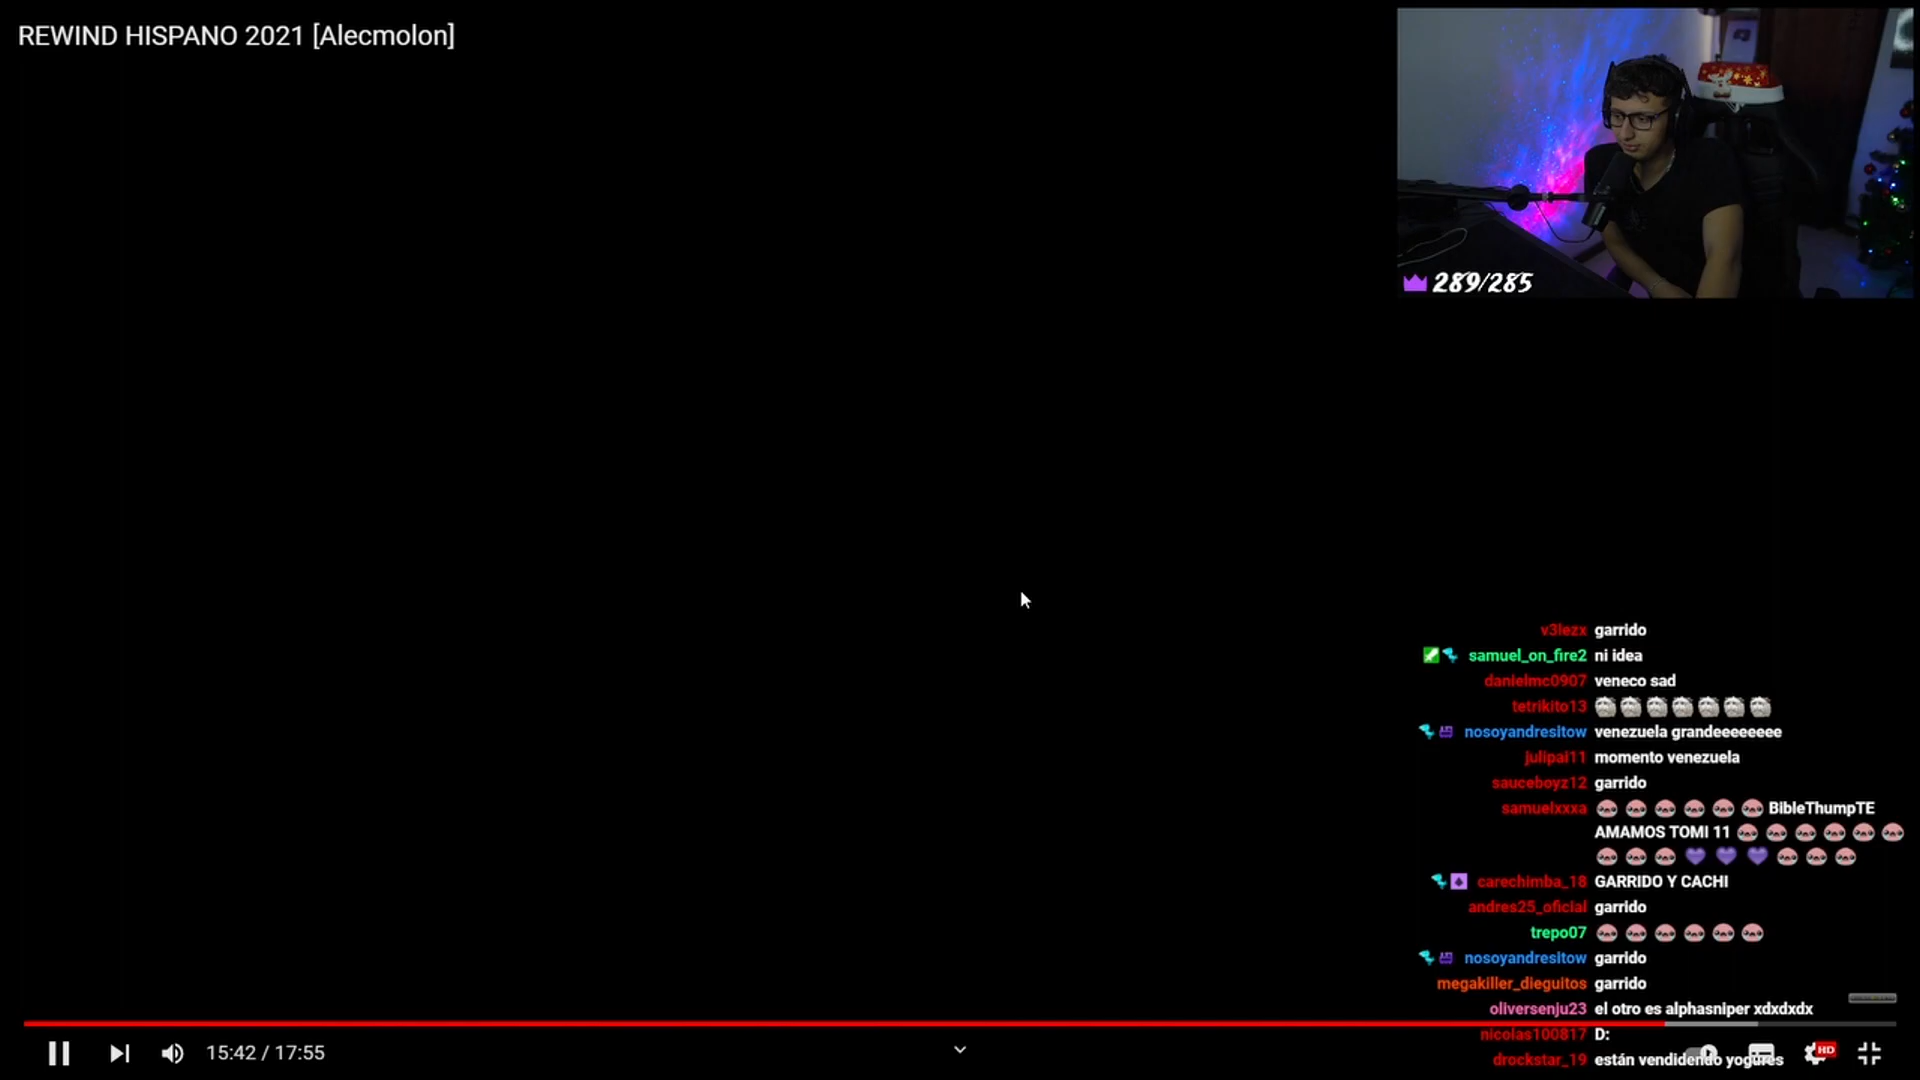 REWIND HISPANO 2021 [Alecmolon]
289/285
v3lezx garrido
samuel_on_fire2 ni idea
danielmc0907 veneco sad
tetrikito13
nosoyandresitow venezuela grandeeeeeeee
julipai11 momento venezuela
sauceboyz12 garrido
samuelxxxa BibleThumpTE
AMAMOS TOMI 11
carechimba_18 GARRIDO Y CACHI
andres25_oficial garrido
trepo07
nosoyandresitow garrido
megakiller_dieguitos garrido
oliversenju23 el otro es alphasniper xdxdxdx
nicolas100817 D:
drockstar_19 están vendidendo yogures
15:42 / 17:55
HD